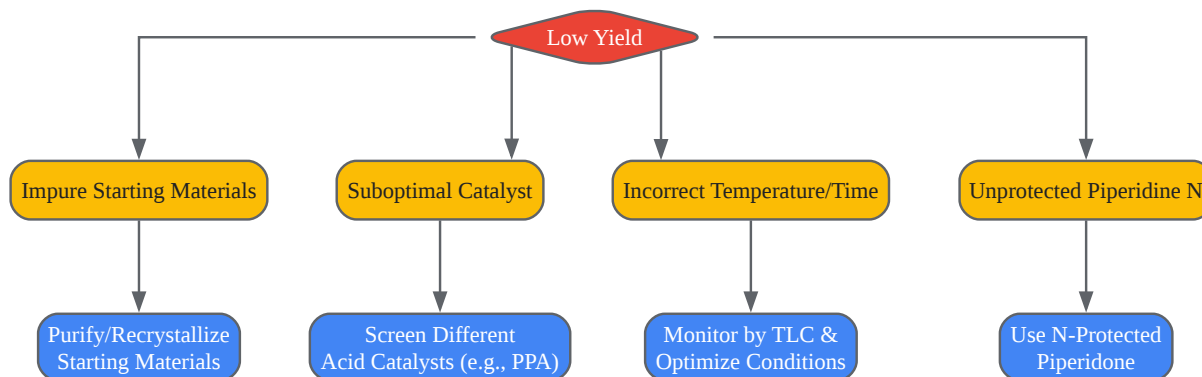 Low Yield
Impure Starting Materials
Suboptimal Catalyst
Incorrect Temperature/Time
Unprotected Piperidine N
Purify/Recrystallize
Starting Materials
Screen Different
Acid Catalysts (e.g., PPA)
Monitor by TLC &
Optimize Conditions
Use N-Protected
Piperidone